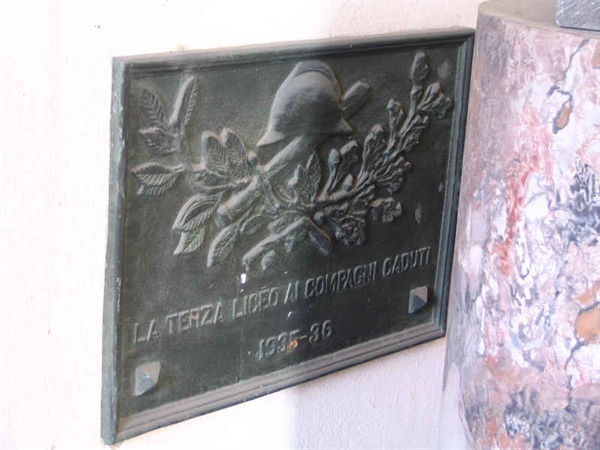 LA TERZA LICEO AI COMPAGNI CADUTI
1935-36